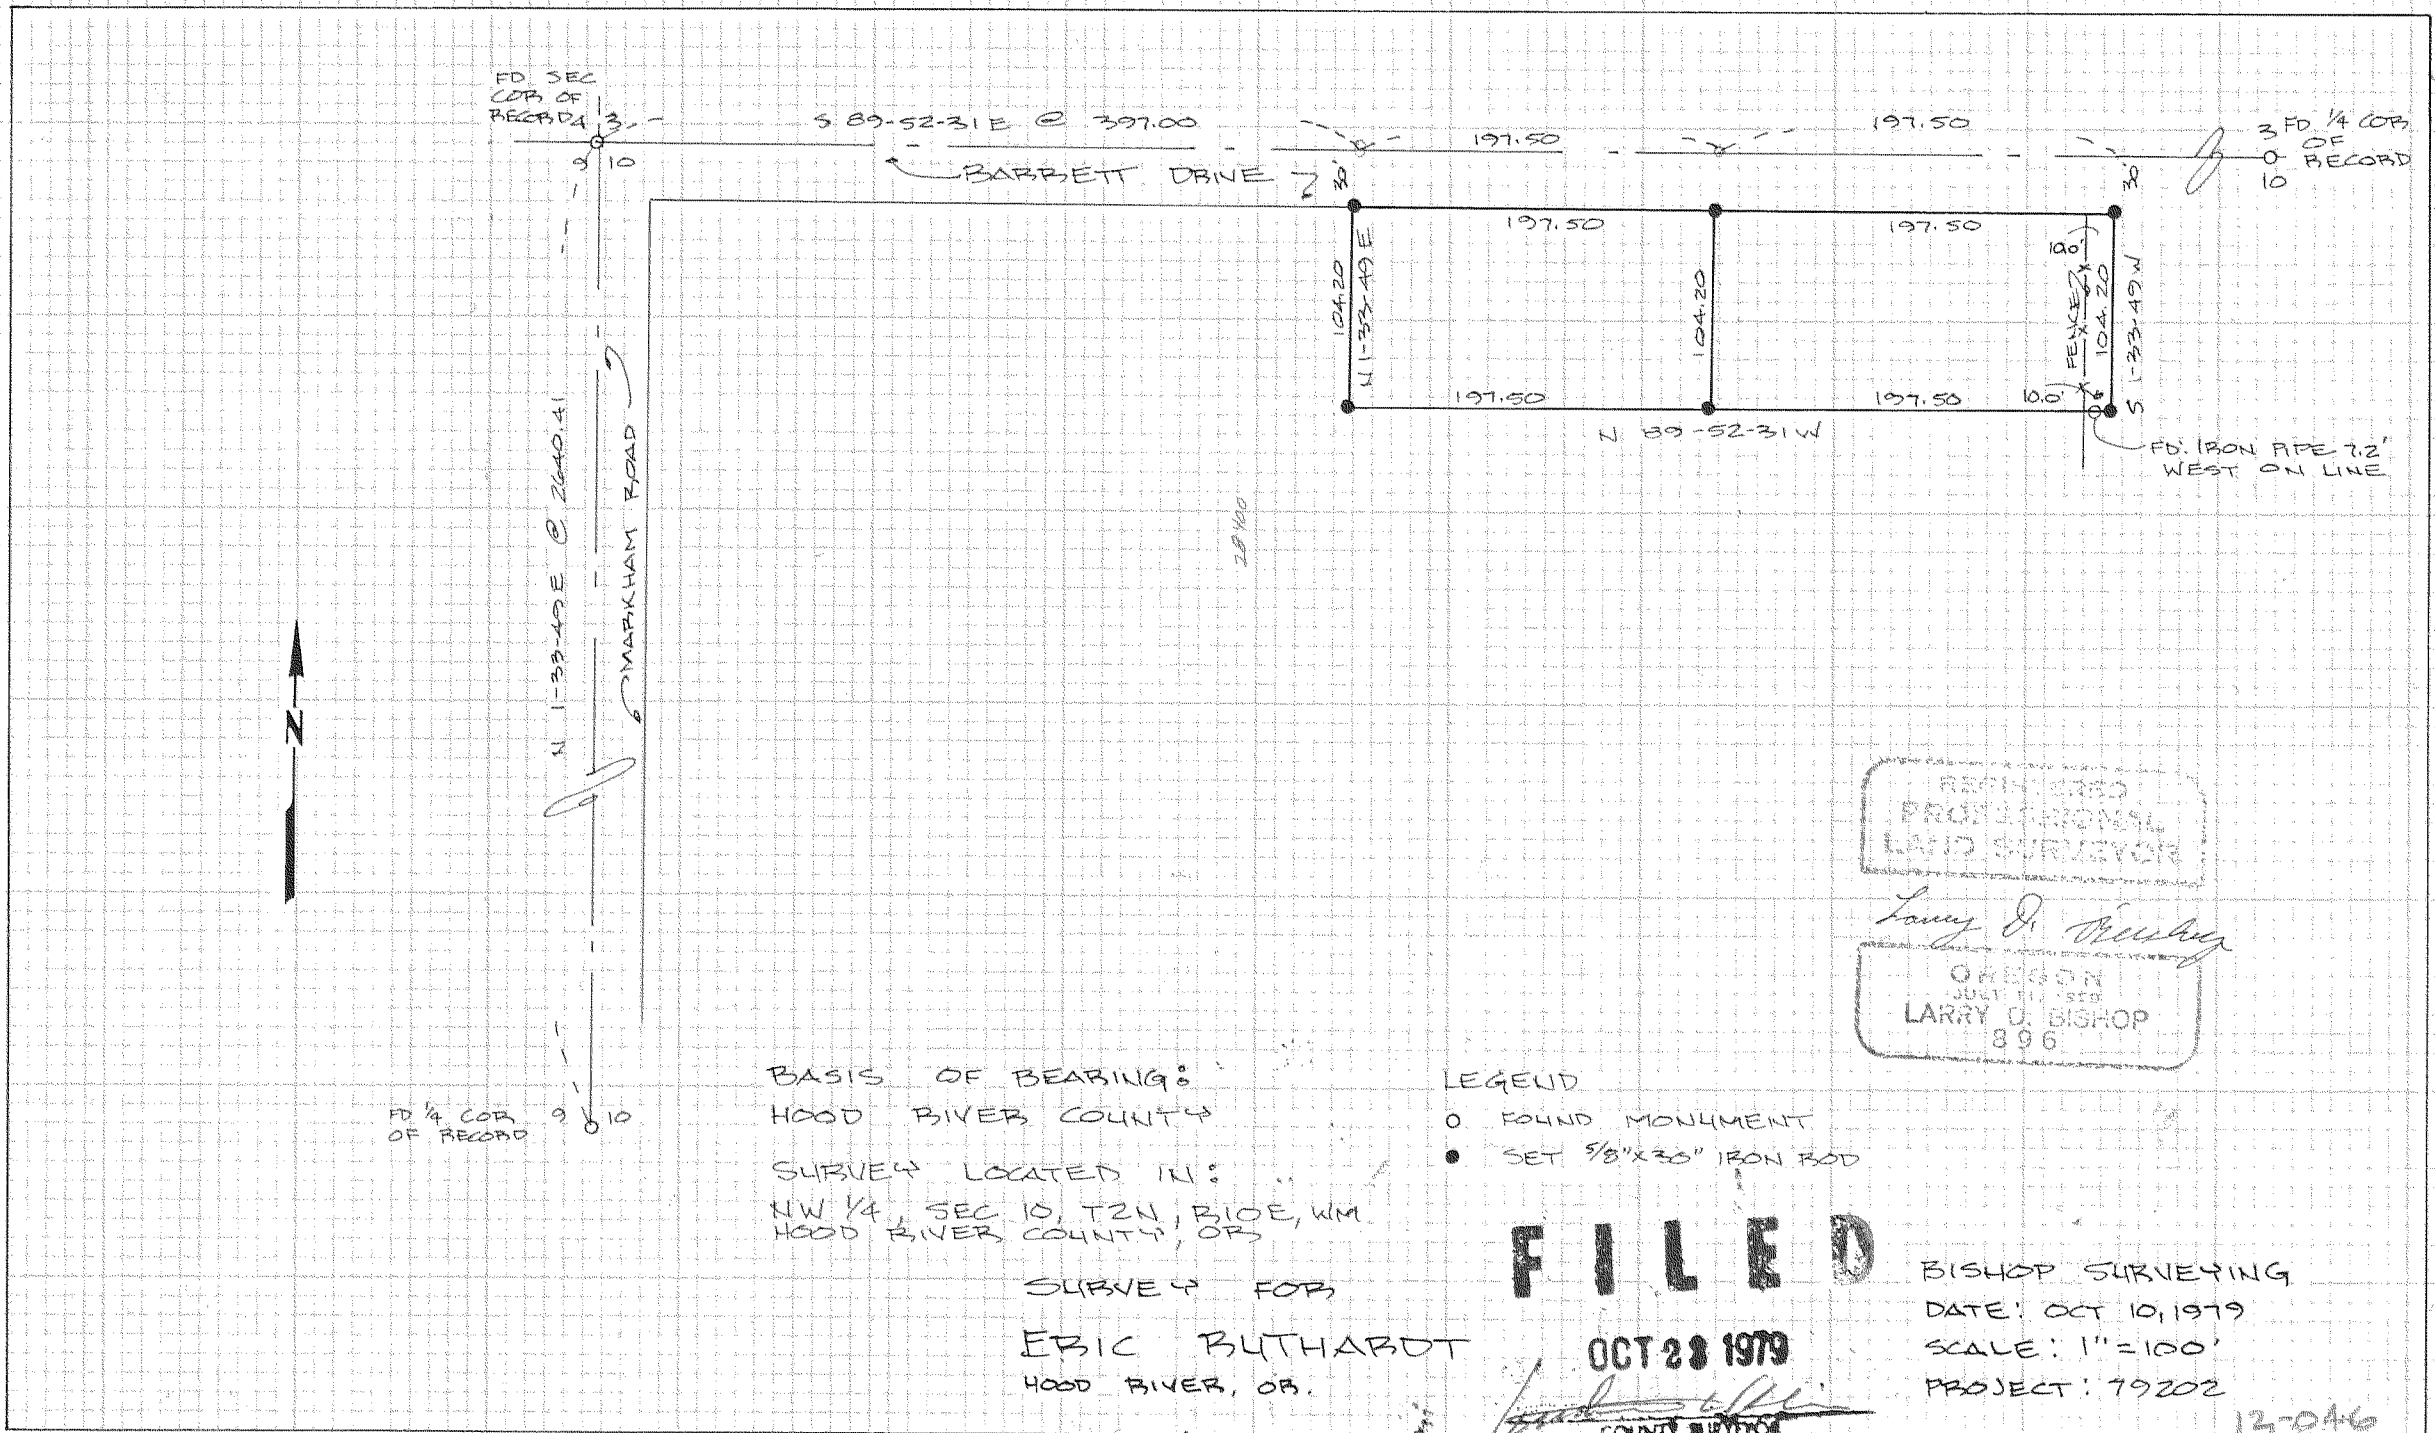 FD SEC
COR OF
RECORD
4 3
9 10
S 89-52-31 E @ 397.00
197.50
197.50
3
FD 1/4 COR
OF
RECORD
10
BARRETT DRIVE
30'
30'
197.50
197.50
104.20
N 1-33-49 E
104.20
10.0'
FENCE
104.20
S 1-33-49 W
197.50
197.50
10.0'
N 89-52-31 W
FD. IRON PIPE 7.2'
WEST ON LINE
N 1-33-49 E @ 2640.41
MARKHAM ROAD
N
REGISTERED
PROFESSIONAL
LAND SURVEYOR
OREGON
LARRY D. BISHOP
896
FD 1/4 COR
OF RECORD
9 10
BASIS OF BEARING:
HOOD RIVER COUNTY
SURVEY LOCATED IN:
NW 1/4, SEC 10, T2N, R10E, WM
HOOD RIVER COUNTY, OR
LEGEND
O FOUND MONUMENT
● SET 5/8"X30" IRON ROD
SURVEY FOR
ERIC RUTHARDT
HOOD RIVER, OR.
FILED
OCT 23 1979
COUNTY SURVEYOR
BISHOP SURVEYING
DATE: OCT 10, 1979
SCALE: 1"=100'
PROJECT: 79202
12-046